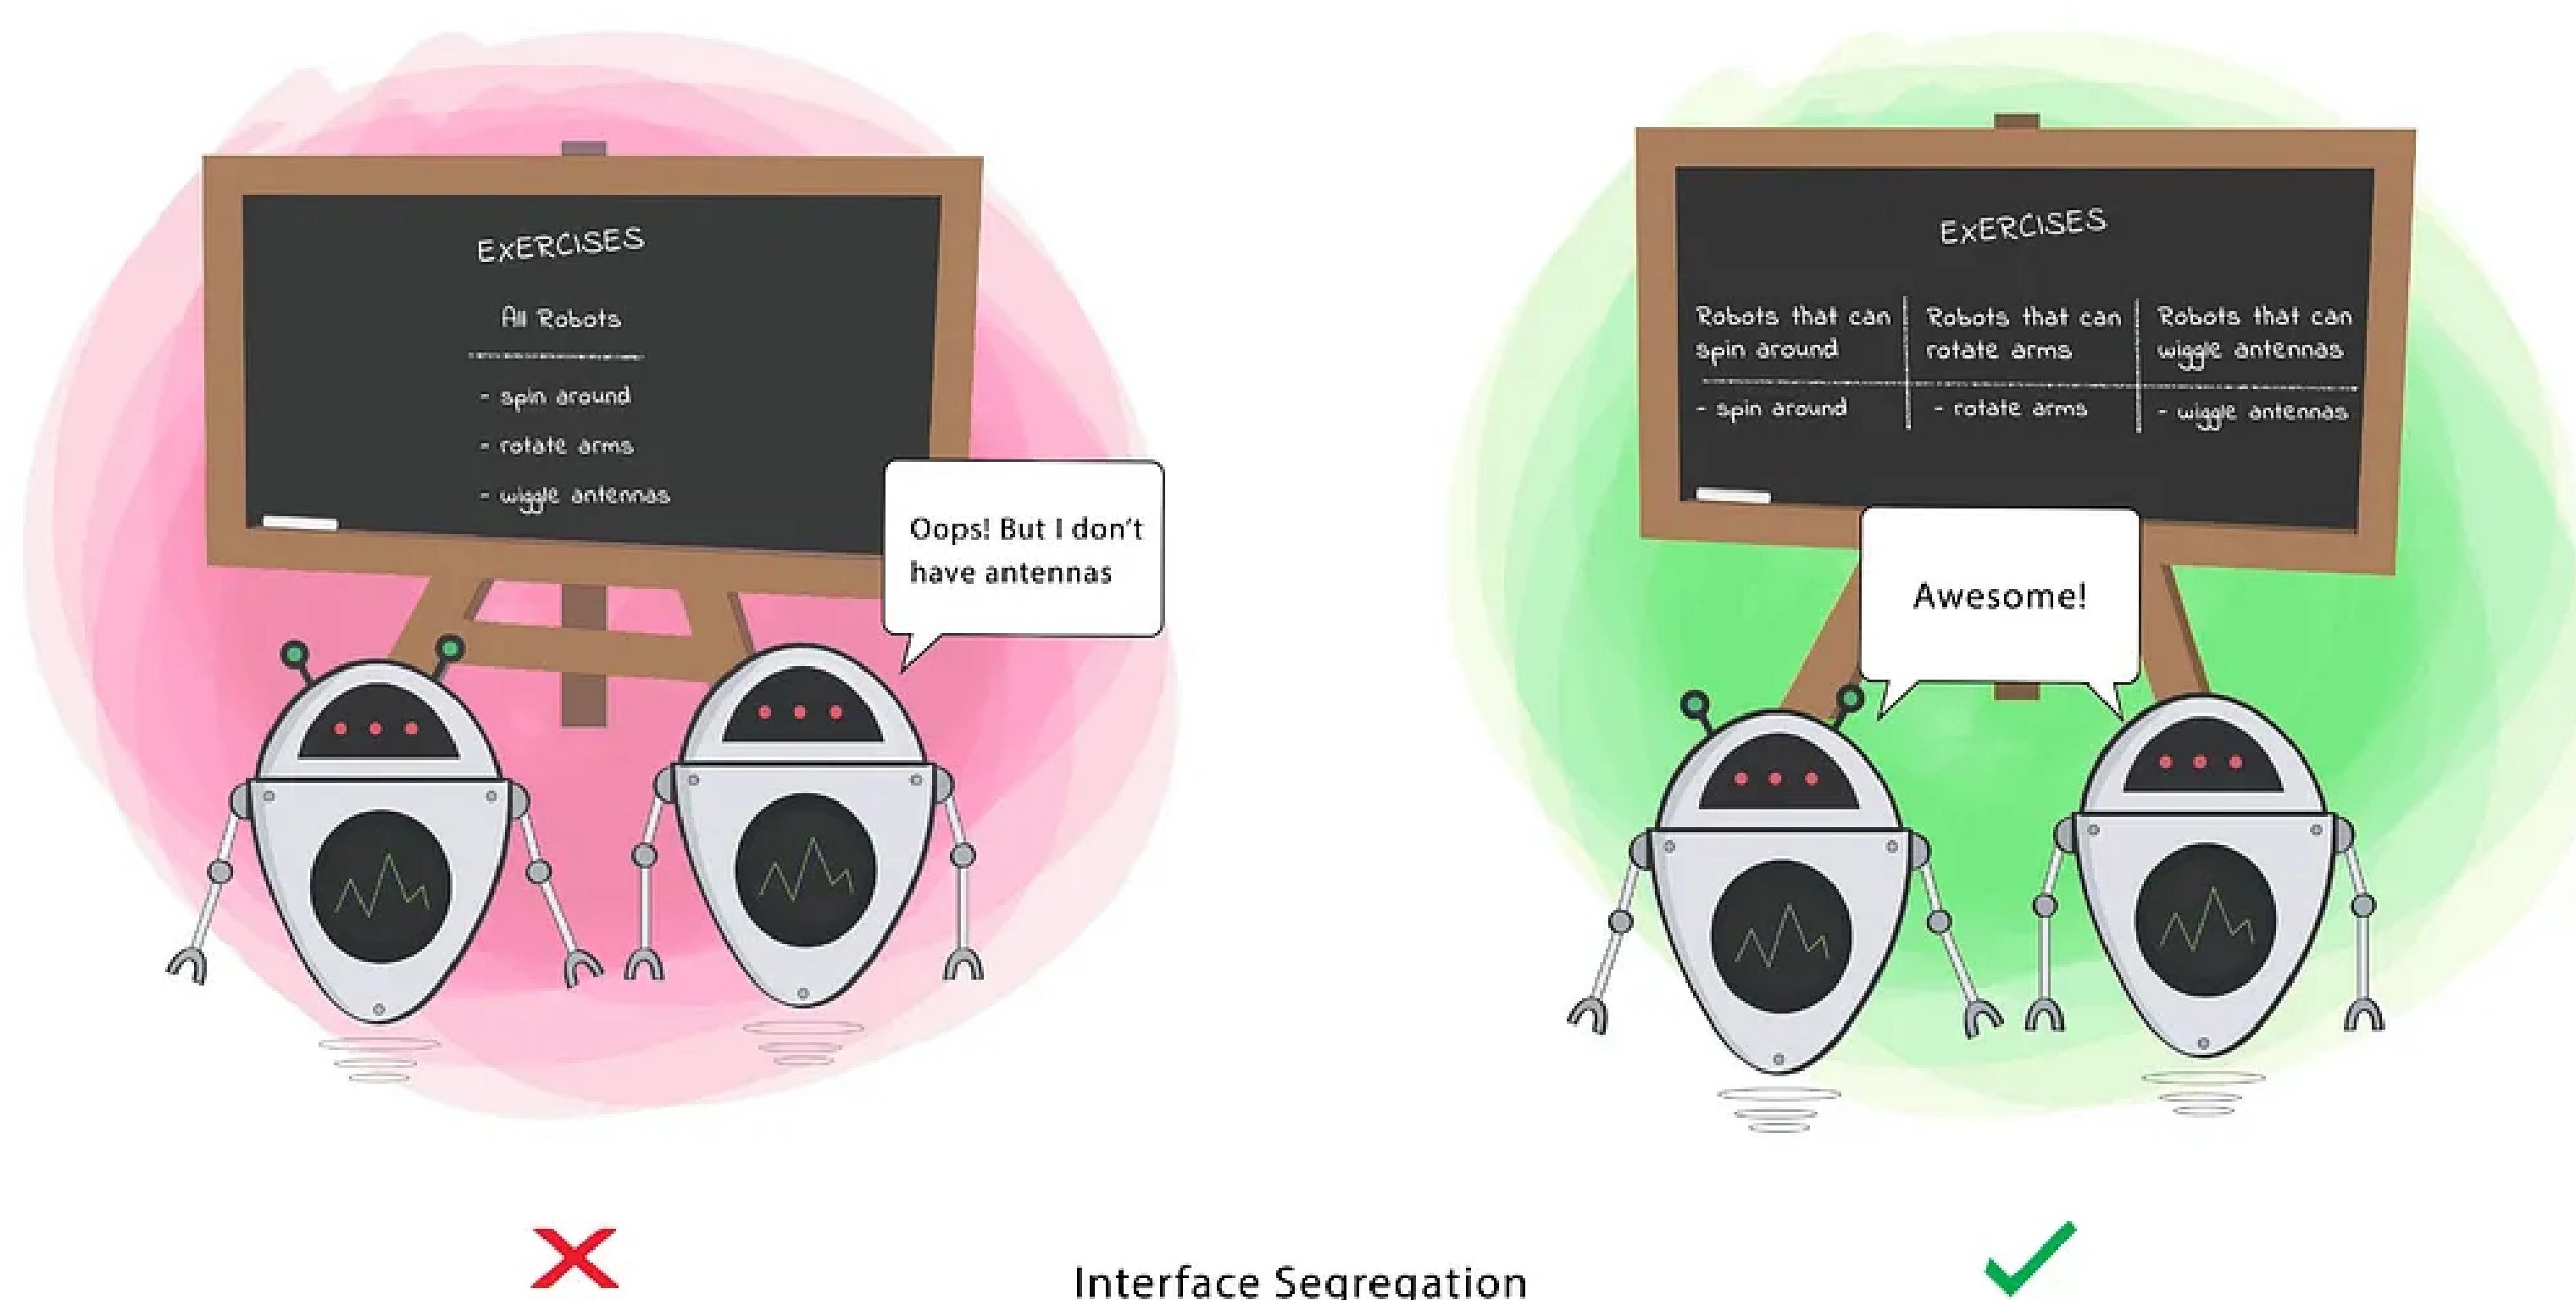 EXERCISES
All Robots
- spin around
- rotate arms
- wiggle antennas
Oops! But I don't
have antennas
EXERCISES
Robots that can
spin around
- spin around
Robots that can
rotate arms
- rotate arms
Robots that can
wiggle antennas
- wiggle antennas
Awesome!
Interface Segregation